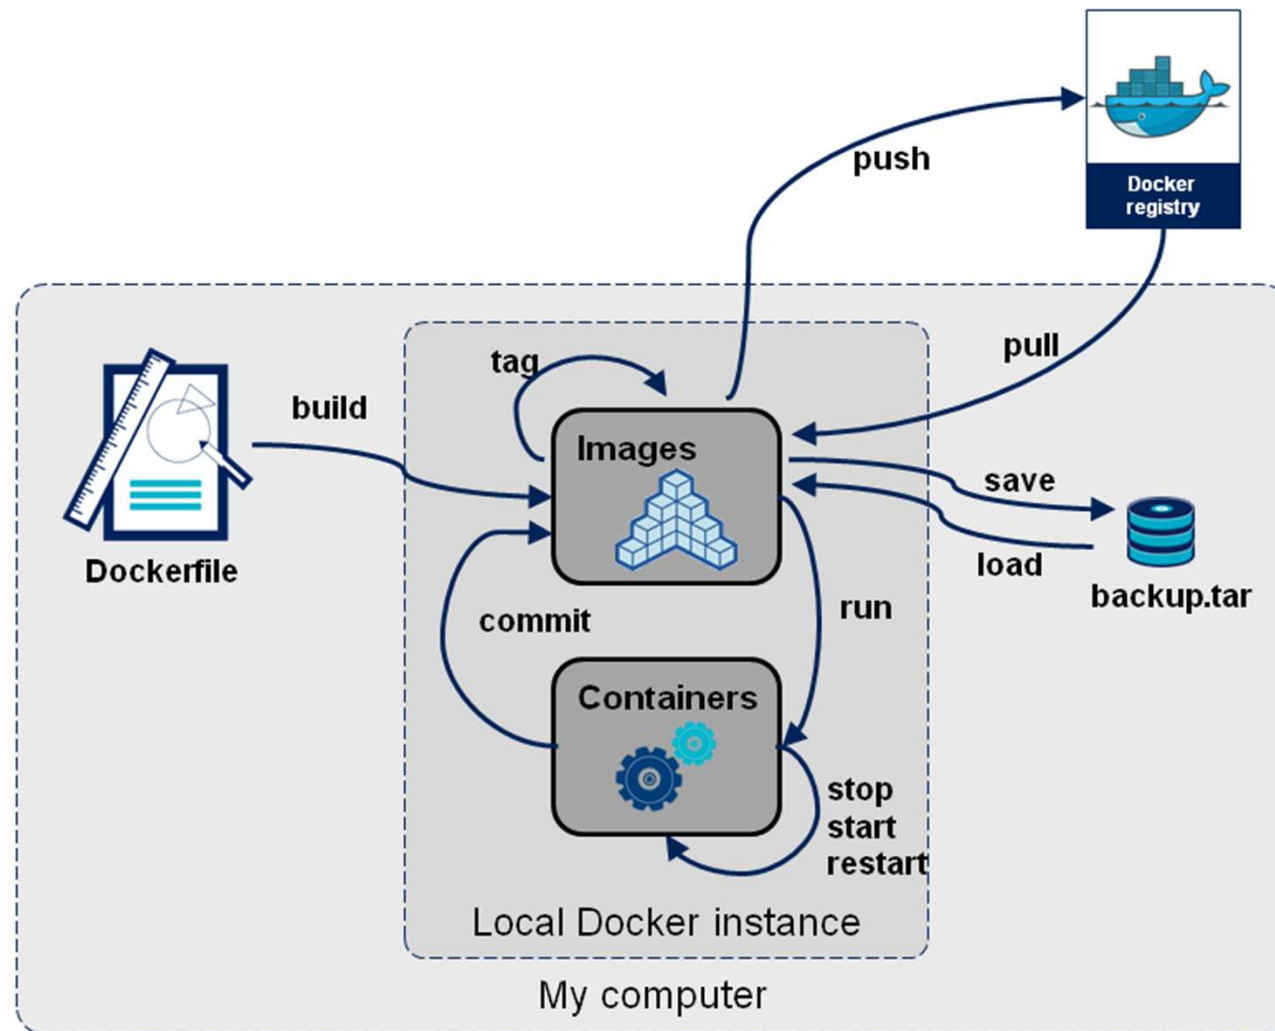 push
Docker
registry
pull
tag
build
Images
save
load
Dockerfile
backup.tar
commit
run
Containers
stop
start
restart
Local Docker instance
My computer